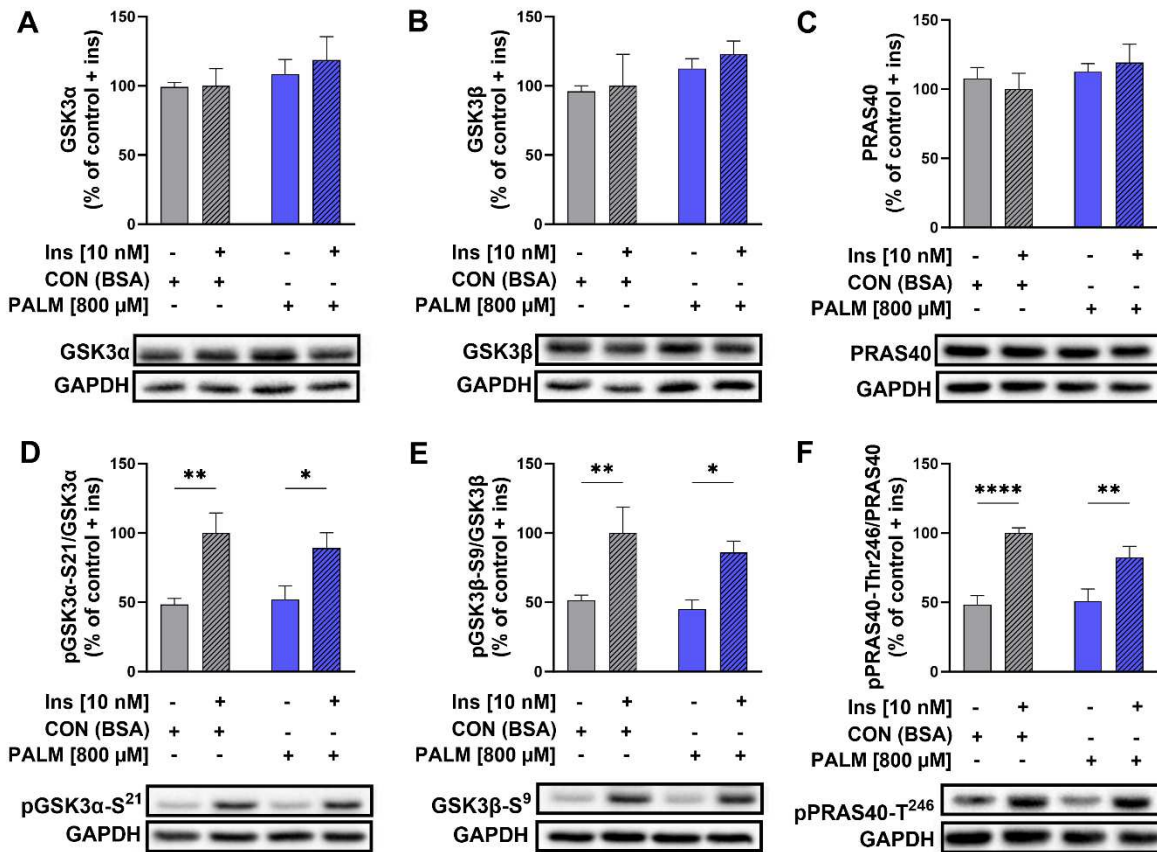 A
GSK3α
(% of control + ins)
150
100
50
0
Ins [10 nM] - + - +
CON (BSA) + + - -
PALM [800 µM] - - + +
GSK3α
GAPDH
B
GSK3β
(% of control + ins)
150
100
50
0
Ins [10 nM] - + - +
CON (BSA) + + - -
PALM [800 µM] - - + +
GSK3β
GAPDH
C
PRAS40
(% of control + ins)
150
100
50
0
Ins [10 nM] - + - +
CON (BSA) + + - -
PALM [800 µM] - - + +
PRAS40
GAPDH
D
pGSK3α-S21/GSK3α
(% of control + ins)
150
100
50
0
** *
Ins [10 nM] - + - +
CON (BSA) + + - -
PALM [800 µM] - - + +
pGSK3α-S²¹
GAPDH
E
pGSK3β-S9/GSK3β
(% of control + ins)
150
100
50
0
** *
Ins [10 nM] - + - +
CON (BSA) + + - -
PALM [800 µM] - - + +
GSK3β-S⁹
GAPDH
F
pPRAS40-Thr246/PRAS40
(% of control + ins)
150
100
50
0
**** **
Ins [10 nM] - + - +
CON (BSA) + + - -
PALM [800 µM] - - + +
pPRAS40-T²⁴⁶
GAPDH